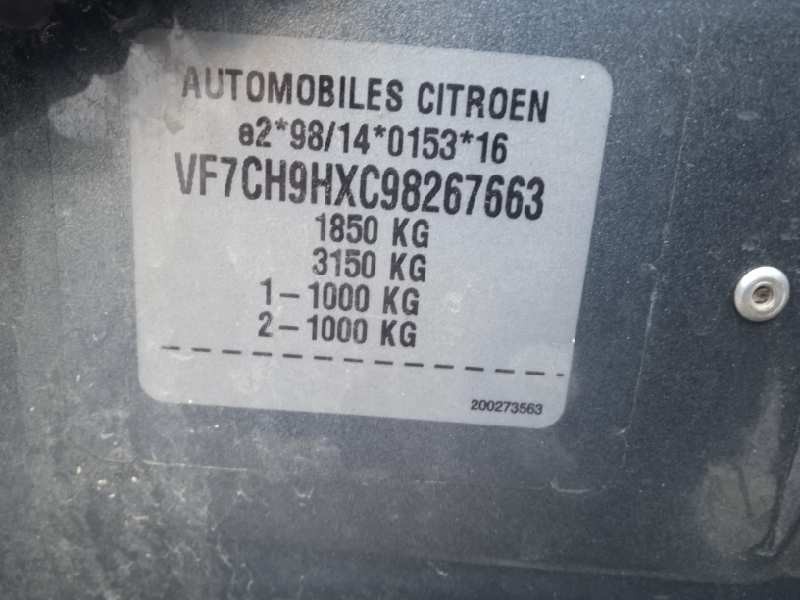 AUTOMOBILES CITROEN
e2*98/14*0153*16
VF7CH9HXC98267663
1850 KG
3150 KG
1-1000 KG
2-1000 KG
200273563